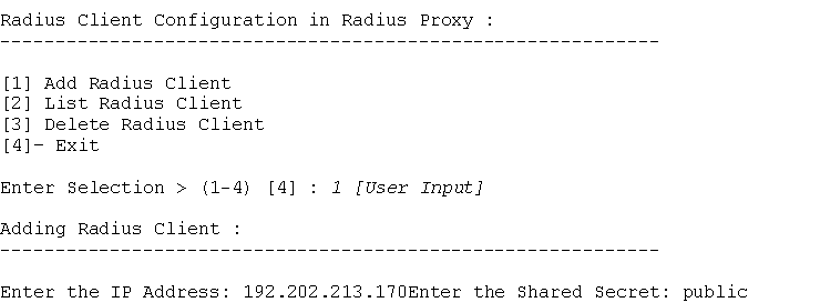 Radius Client Configuration in Radius Proxy :
------------------------------------------------------------
[1] Add Radius Client
[2] List Radius Client
[3] Delete Radius Client
[4]- Exit
Enter Selection > (1-4) [4] : 1 [User Input]
Adding Radius Client :
------------------------------------------------------------
Enter the IP Address: 192.202.213.170Enter the Shared Secret: public